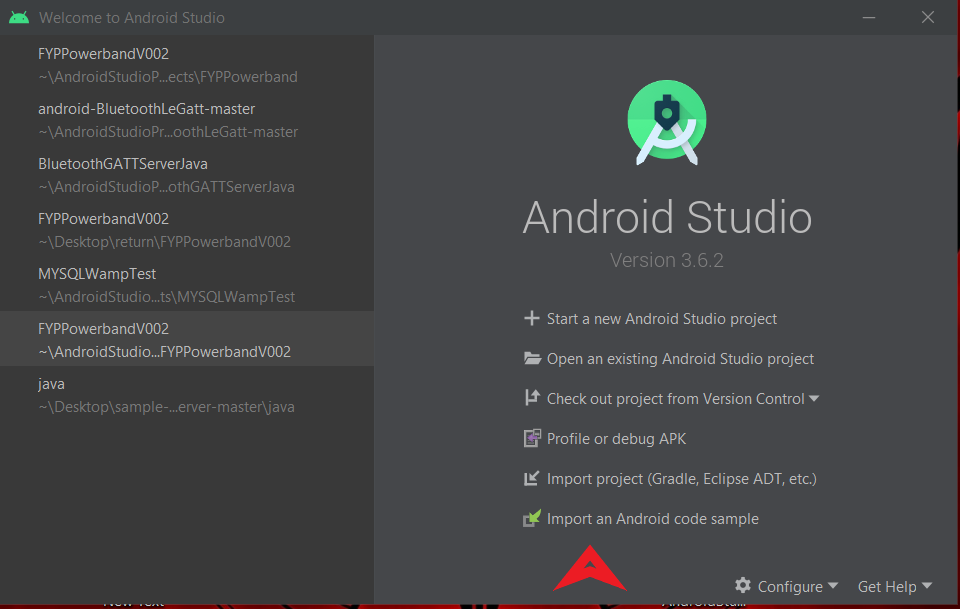 Welcome to Android Studio
FYPPowerbandV002
~\AndroidStudioP...ects\FYPPowerband
android-BluetoothLeGatt-master
~\AndroidStudioPr...oothLeGatt-master
BluetoothGATTServerJava
~\AndroidStudioP...othGATTServerJava
FYPPowerbandV002
~\Desktop\return\FYPPowerbandV002
MYSQLWampTest
~\AndroidStudio...ts\MYSQLWampTest
FYPPowerbandV002
~\AndroidStudio...FYPPowerbandV002
java
~\Desktop\sample-...erver-master\java
Android Studio
Version 3.6.2
Start a new Android Studio project
Open an existing Android Studio project
Check out project from Version Control
Profile or debug APK
Import project (Gradle, Eclipse ADT, etc.)
Import an Android code sample
Configure
Get Help
New Text
AndroidStu...